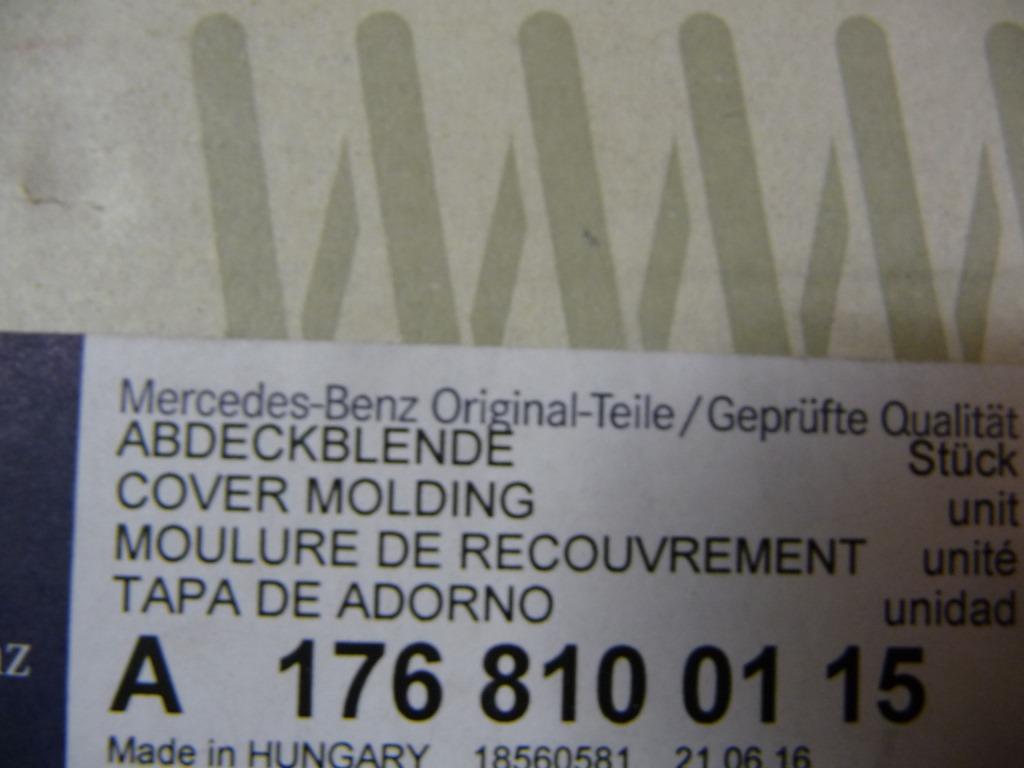 Mercedes-Benz Original-Teile / Geprüfte Qualität
ABDECKBLENDE Stück
COVER MOLDING unit
MOULURE DE RECOUVREMENT unité
TAPA DE ADORNO unidad
A 176 810 01 15
Made in HUNGARY 18560581 21.06.16